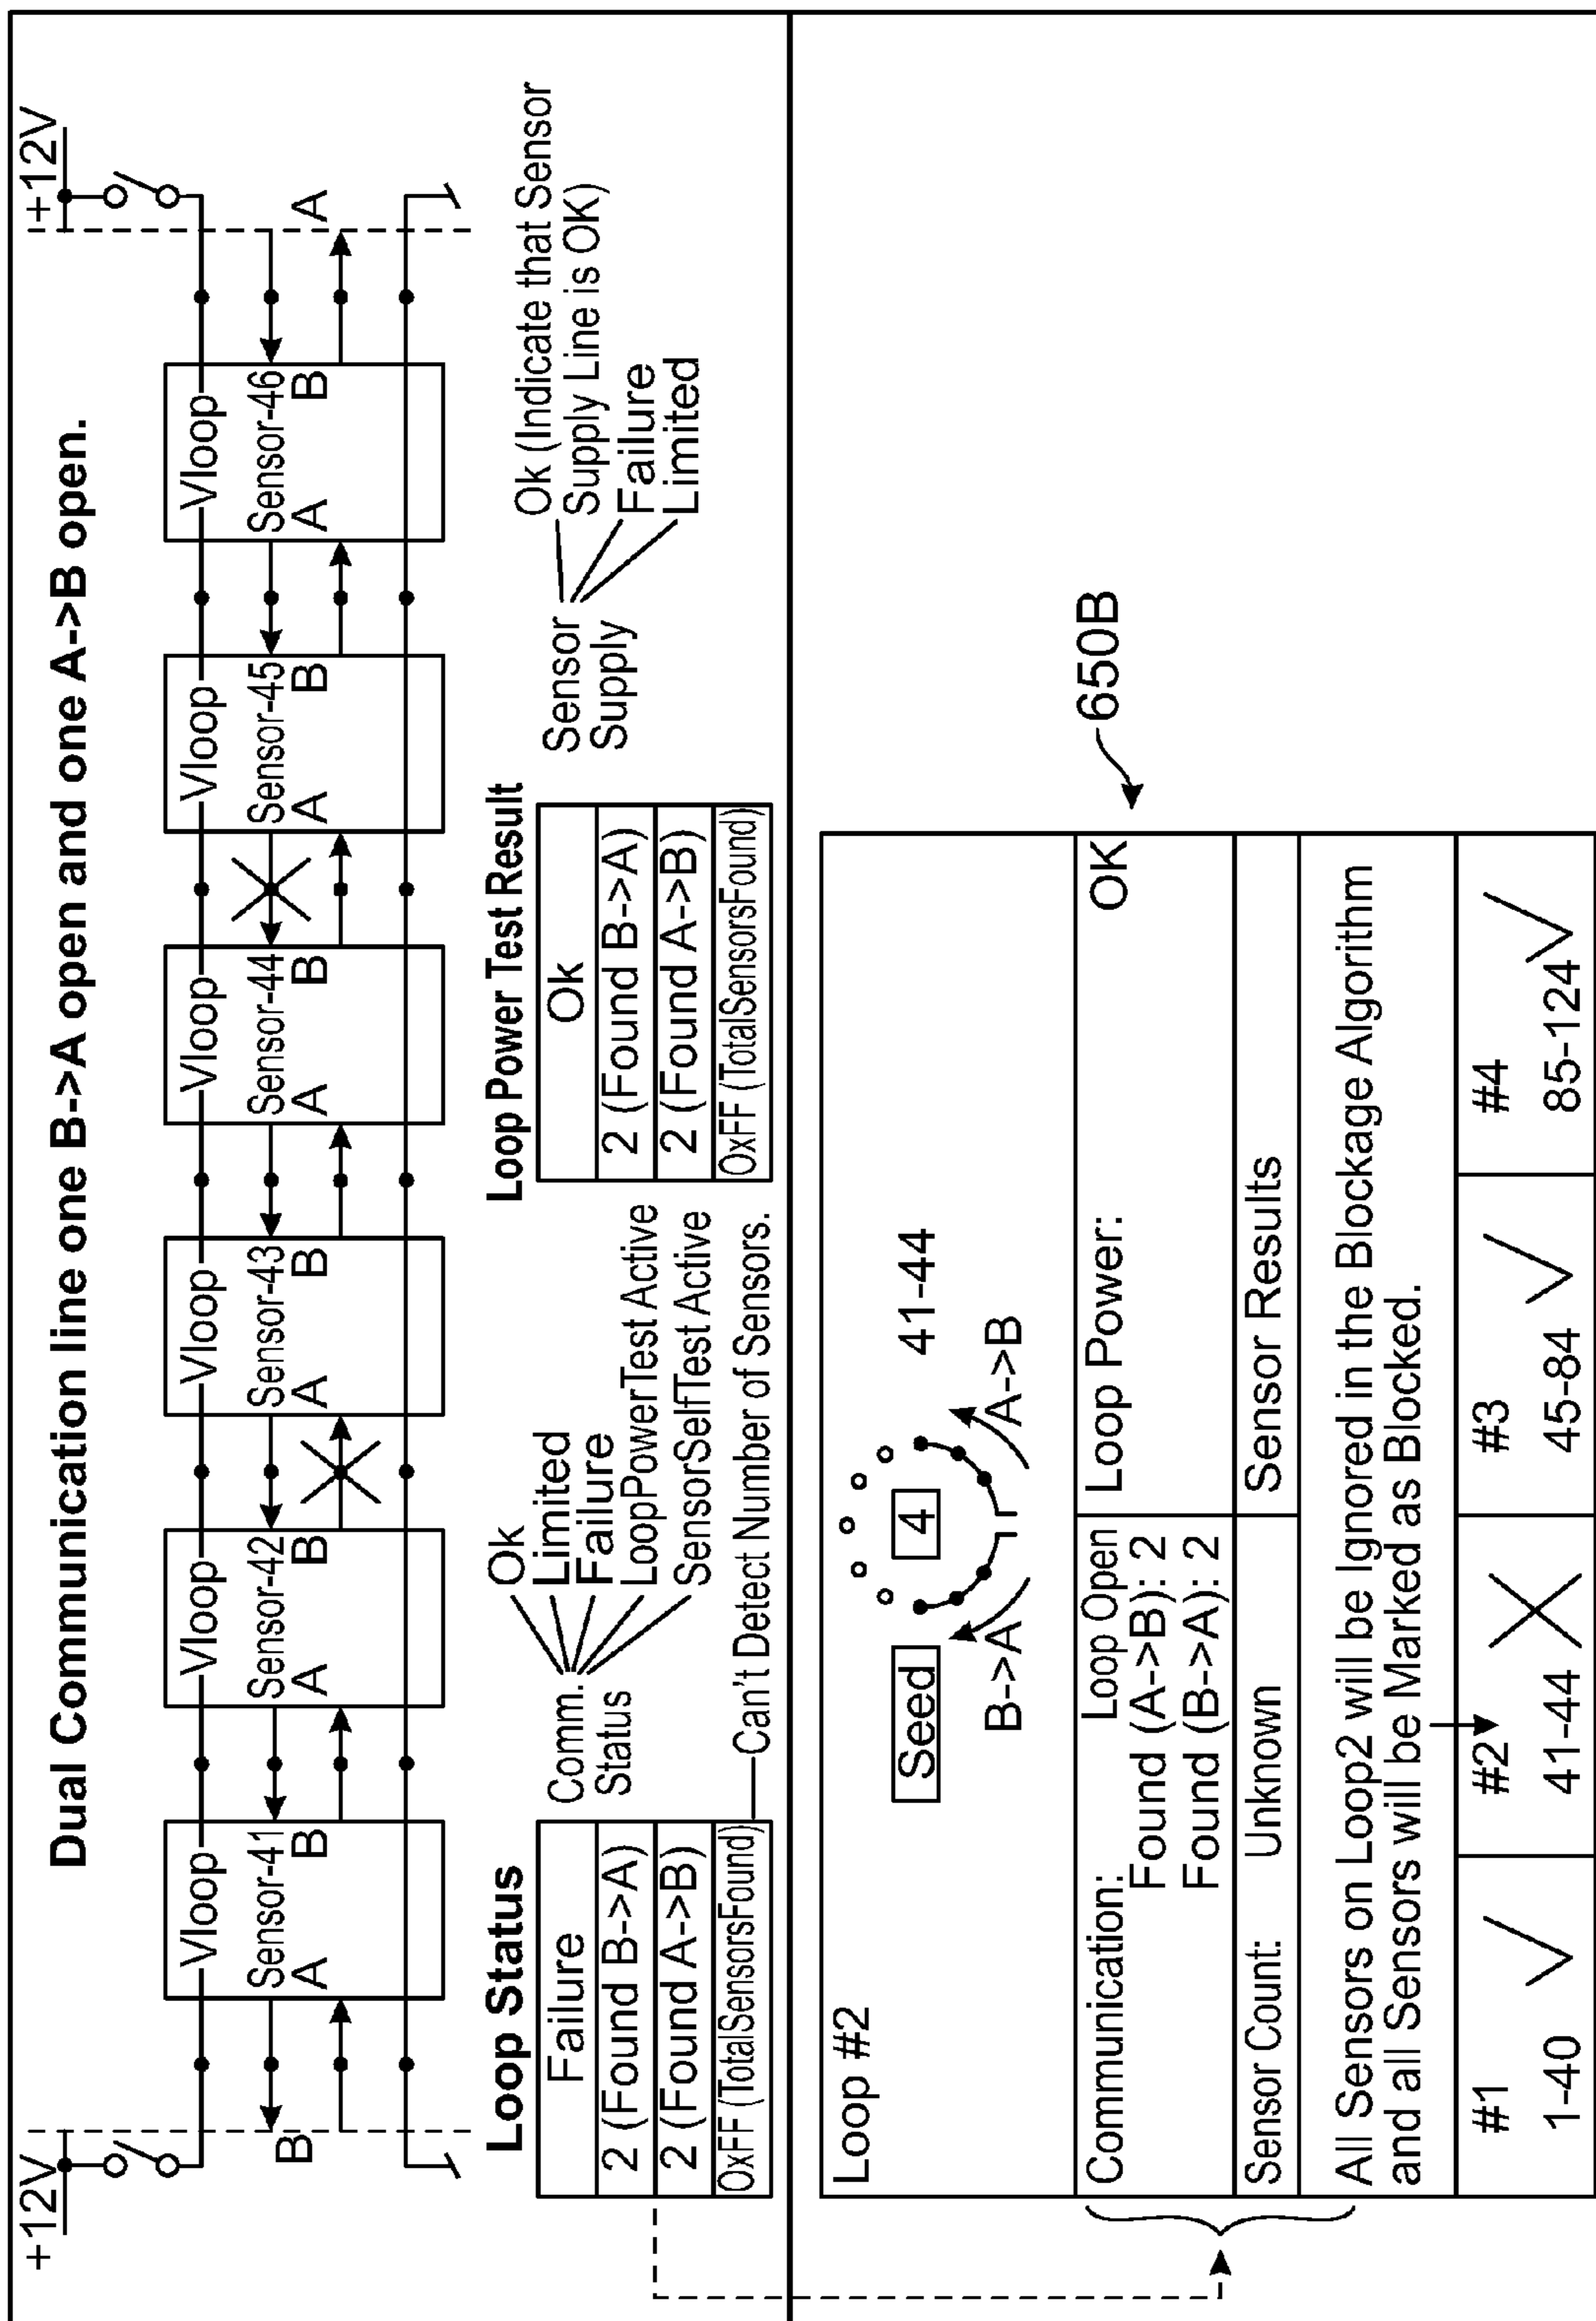 Dual Communication line one B->A open and one A->B open.
+12V
+12V
Vloop
Vloop
Vloop
Vloop
Vloop
Vloop
Sensor-41
Sensor-42
Sensor-43
Sensor-44
Sensor-45
Sensor-46
A B
A B
A B
A B
A B
A B
B
A
Loop Status
Failure
2 (Found B->A)
2 (Found A->B)
OxFF (TotalSensorsFound)
Comm.
Status
Ok
Limited
Failure
LoopPowerTest Active
SensorSelfTest Active
Can't Detect Number of Sensors.
Loop Power Test Result
Ok
2 (Found B->A)
2 (Found A->B)
OxFF (TotalSensorsFound)
Sensor
Supply
Ok (Indicate that Sensor
Supply Line is OK)
Failure
Limited
Loop #2
Seed
4
41-44
B->A
A->B
650B
Communication: Loop Open
Found (A->B): 2
Found (B->A): 2
Loop Power: OK
Sensor Count: Unknown
Sensor Results
All Sensors on Loop2 will be Ignored in the Blockage Algorithm
and all Sensors will be Marked as Blocked.
#1 #2 #3 #4
1-40 41-44 45-84 85-124